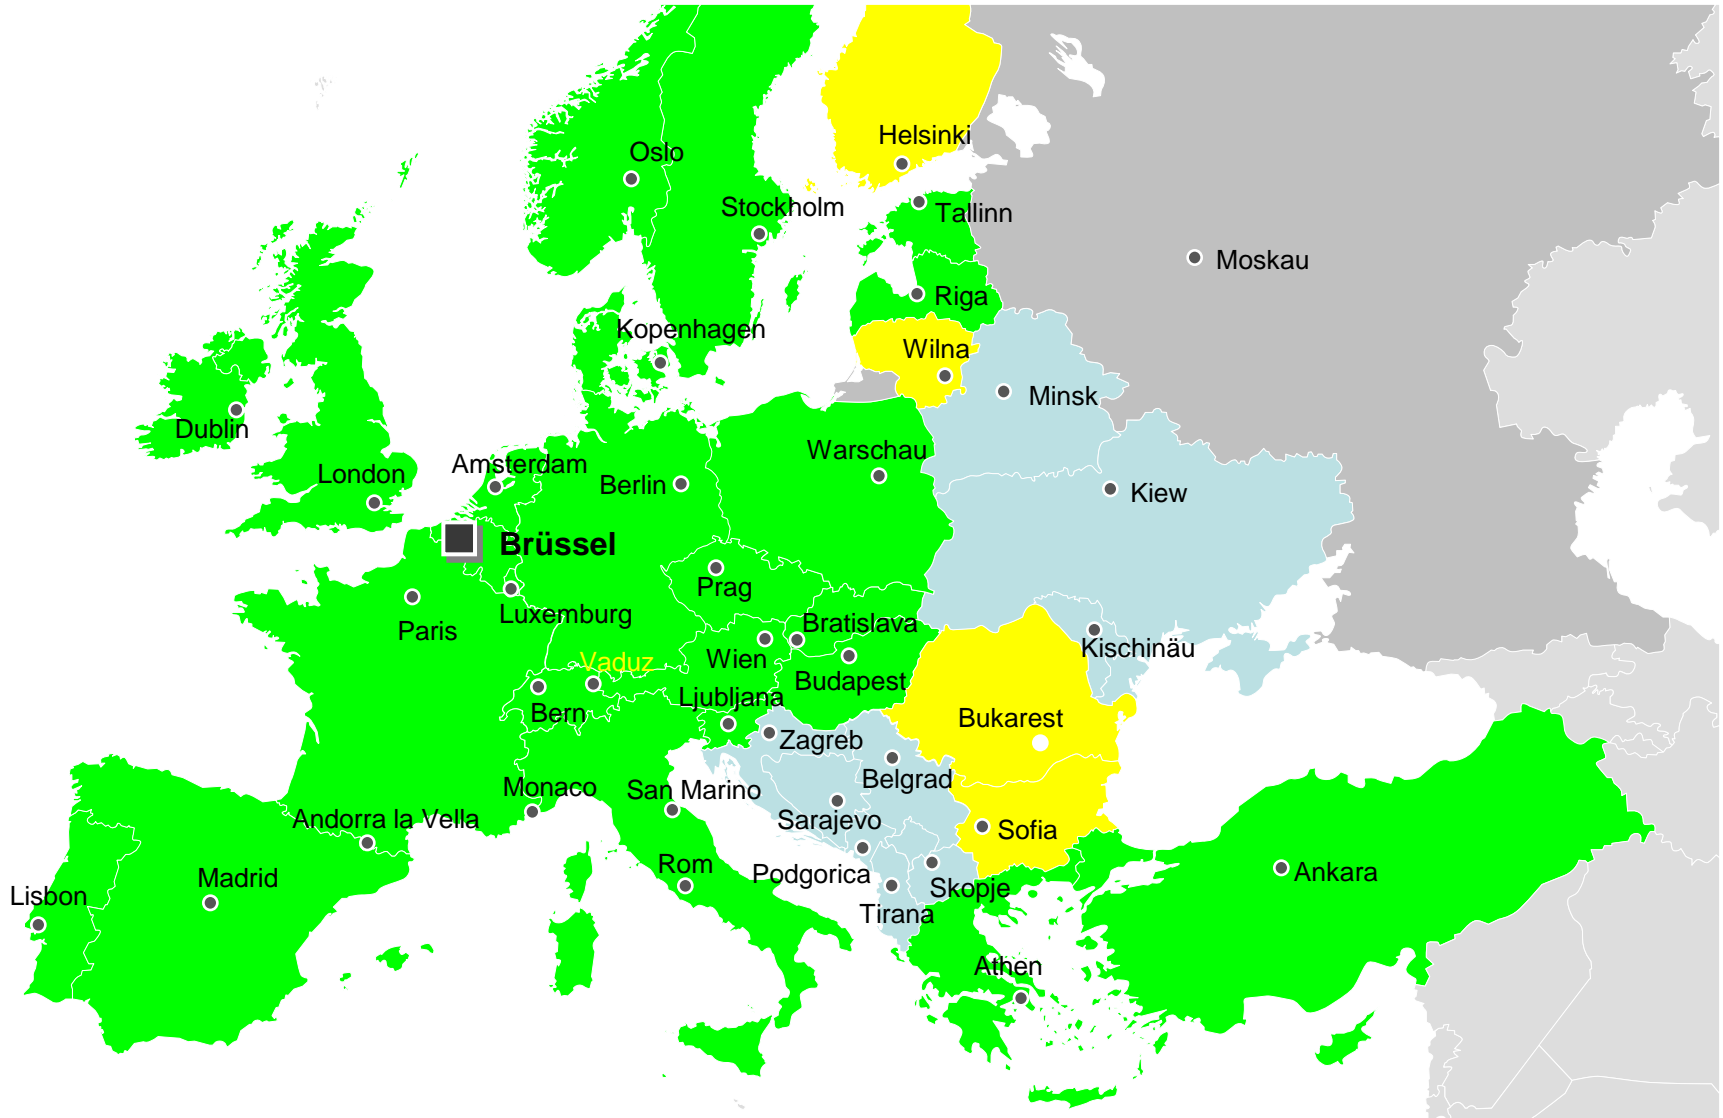 Helsinki
Oslo
Stockholm
Tallinn
Moskau
Riga
Kopenhagen
Wilna
Minsk
Dublin
Warschau
London
Amsterdam
Berlin
Kiew
Brüssel
Prag
Luxemburg
Paris
Bratislava
Kischinäu
Wien
Vaduz
Budapest
Ljubljana
Bern
Bukarest
Zagreb
Belgrad
Monaco
San Marino
Andorra la Vella
Sarajevo
Sofia
Rom
Podgorica
Ankara
Madrid
Skopje
Lisbon
Tirana
Athen